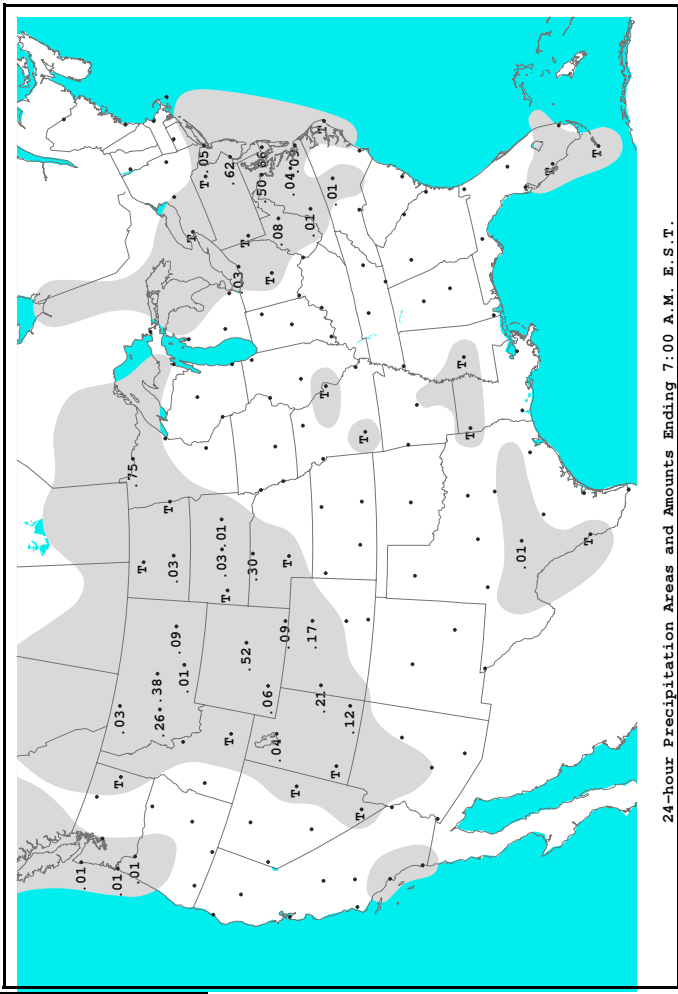 .01
.01 T .03
.01 T .75
.26 .38 T
.01 .09 .03 T
T .05
T T .03 .01 .62
.52 .30 .03 T
.06 T .50
.04 .08
.09 T .04
T .17 .01
.21 T T
T .12 .01
T T
T T
.01 T
T T
24-hour Precipitation Areas and Amounts Ending 7:00 A.M. E.S.T.